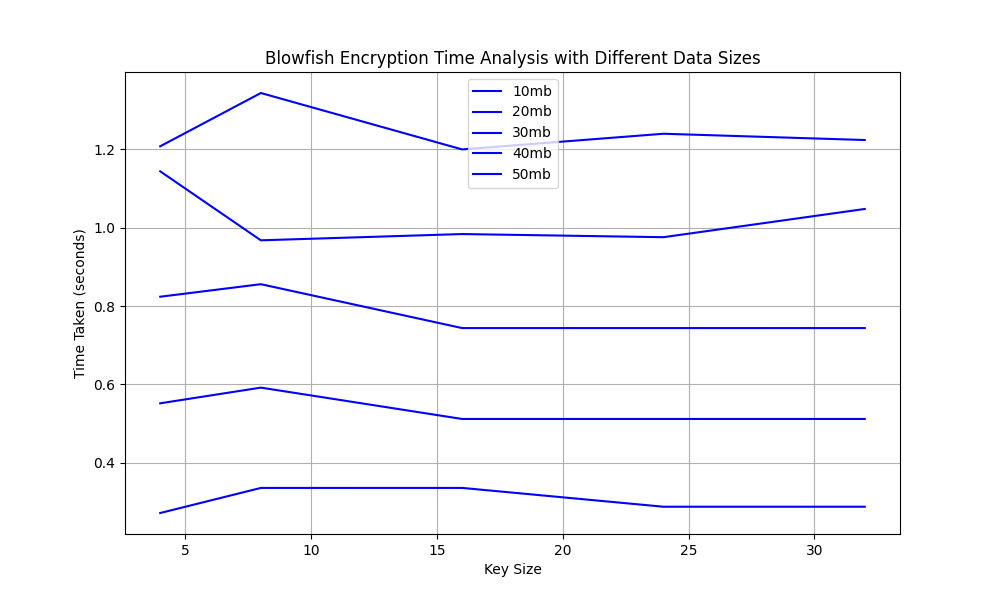 Blowfish Encryption Time Analysis with Different Data Sizes
10mb
20mb
30mb
40mb
50mb
1.2
1.0
0.8
0.6
0.4
Time Taken (seconds)
5 10 15 20 25 30
Key Size